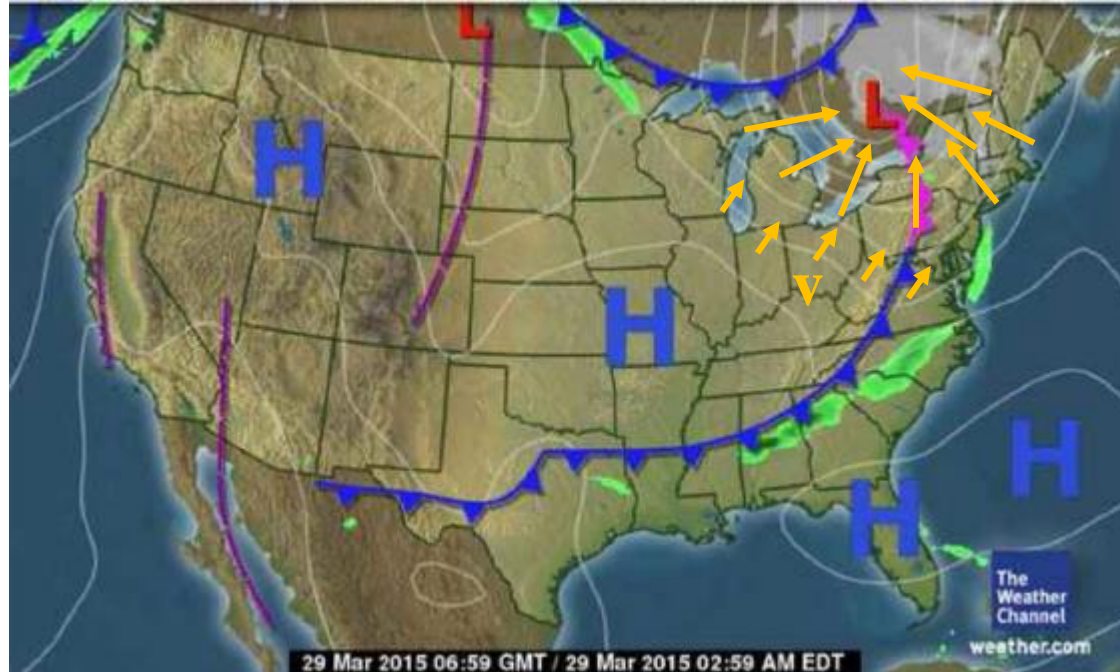 L
L
H
V
H
H
H
The
Weather
Channel
weather.com
29 Mar 2015 06:59 GMT / 29 Mar 2015 02:59 AM EDT